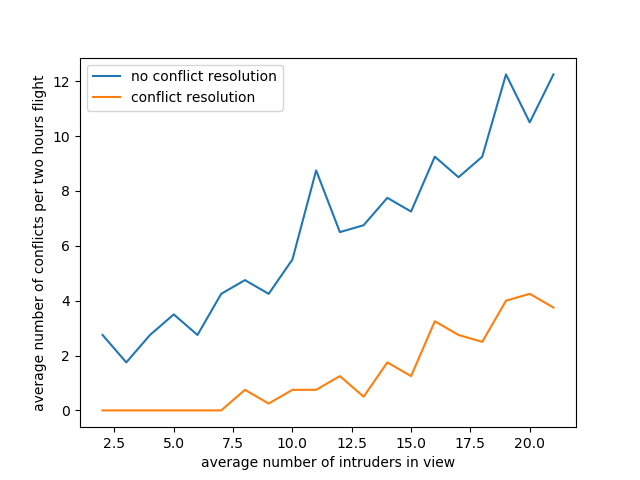 no conflict resolution
conflict resolution
average number of conflicts per two hours flight
12
10
8
6
4
2
0
2.5 5.0 7.5 10.0 12.5 15.0 17.5 20.0
average number of intruders in view